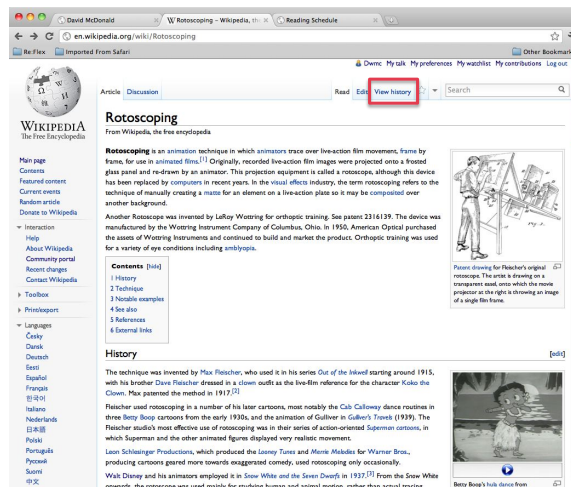 David McDonald
Rotoscoping – Wikipedia, the
Reading Schedule
en.wikipedia.org/wiki/Rotoscoping
Re:Flex
Imported From Safari
Other Bookmar
Dwmc My talk My preferences My watchlist My contributions Log out
Article Discussion
Read Edit View history
Search
WIKIPEDIA
The Free Encyclopedia
Main page
Contents
Featured content
Current events
Random article
Donate to Wikipedia
Interaction
Help
About Wikipedia
Community portal
Recent changes
Contact Wikipedia
Toolbox
Print/export
Languages
Česky
Dansk
Deutsch
Eesti
Español
Français
한국어
Italiano
Nederlands
日本語
Polski
Português
Русский
Suomi
中文
Rotoscoping
From Wikipedia, the free encyclopedia
Rotoscoping is an animation technique in which animators trace over live-action film movement, frame by
frame, for use in animated films.[1] Originally, recorded live-action film images were projected onto a frosted
glass panel and re-drawn by an animator. This projection equipment is called a rotoscope, although this device
has been replaced by computers in recent years. In the visual effects industry, the term rotoscoping refers to the
technique of manually creating a matte for an element on a live-action plate so it may be composited over
another background.
Another Rotoscope was invented by LeRoy Wottring for orthoptic training. See patent 2316139. The device was
manufactured by the Wottring Instrument Company of Columbus, Ohio. In 1950, American Optical purchased
the assets of Wottring Instruments and continued to build and market the product. Orthoptic training was used
for a variety of eye conditions including amblyopia.
Patent drawing for Fleischer's original
rotoscope. The artist is drawing on a
transparent easel, onto which the movie
projector at the right is throwing an image
of a single film frame.
Contents [hide]
1 History
2 Technique
3 Notable examples
4 See also
5 References
6 External links
History
[edit]
The technique was invented by Max Fleischer, who used it in his series Out of the Inkwell starting around 1915,
with his brother Dave Fleischer dressed in a clown outfit as the live-film reference for the character Koko the
Clown. Max patented the method in 1917.[2]
Fleischer used rotoscoping in a number of his later cartoons, most notably the Cab Calloway dance routines in
three Betty Boop cartoons from the early 1930s, and the animation of Gulliver in Gulliver's Travels (1939). The
Fleischer studio's most effective use of rotoscoping was in their series of action-oriented Superman cartoons, in
which Superman and the other animated figures displayed very realistic movement.
Leon Schlesinger Productions, which produced the Looney Tunes and Merrie Melodies for Warner Bros.,
producing cartoons geared more towards exaggerated comedy, used rotoscoping only occasionally.
Walt Disney and his animators employed it in Snow White and the Seven Dwarfs in 1937.[3] From the Snow White
onwards, the rotoscope was used mainly for studying human and animal motion, rather than actual tracing.
Betty Boop's hula dance from